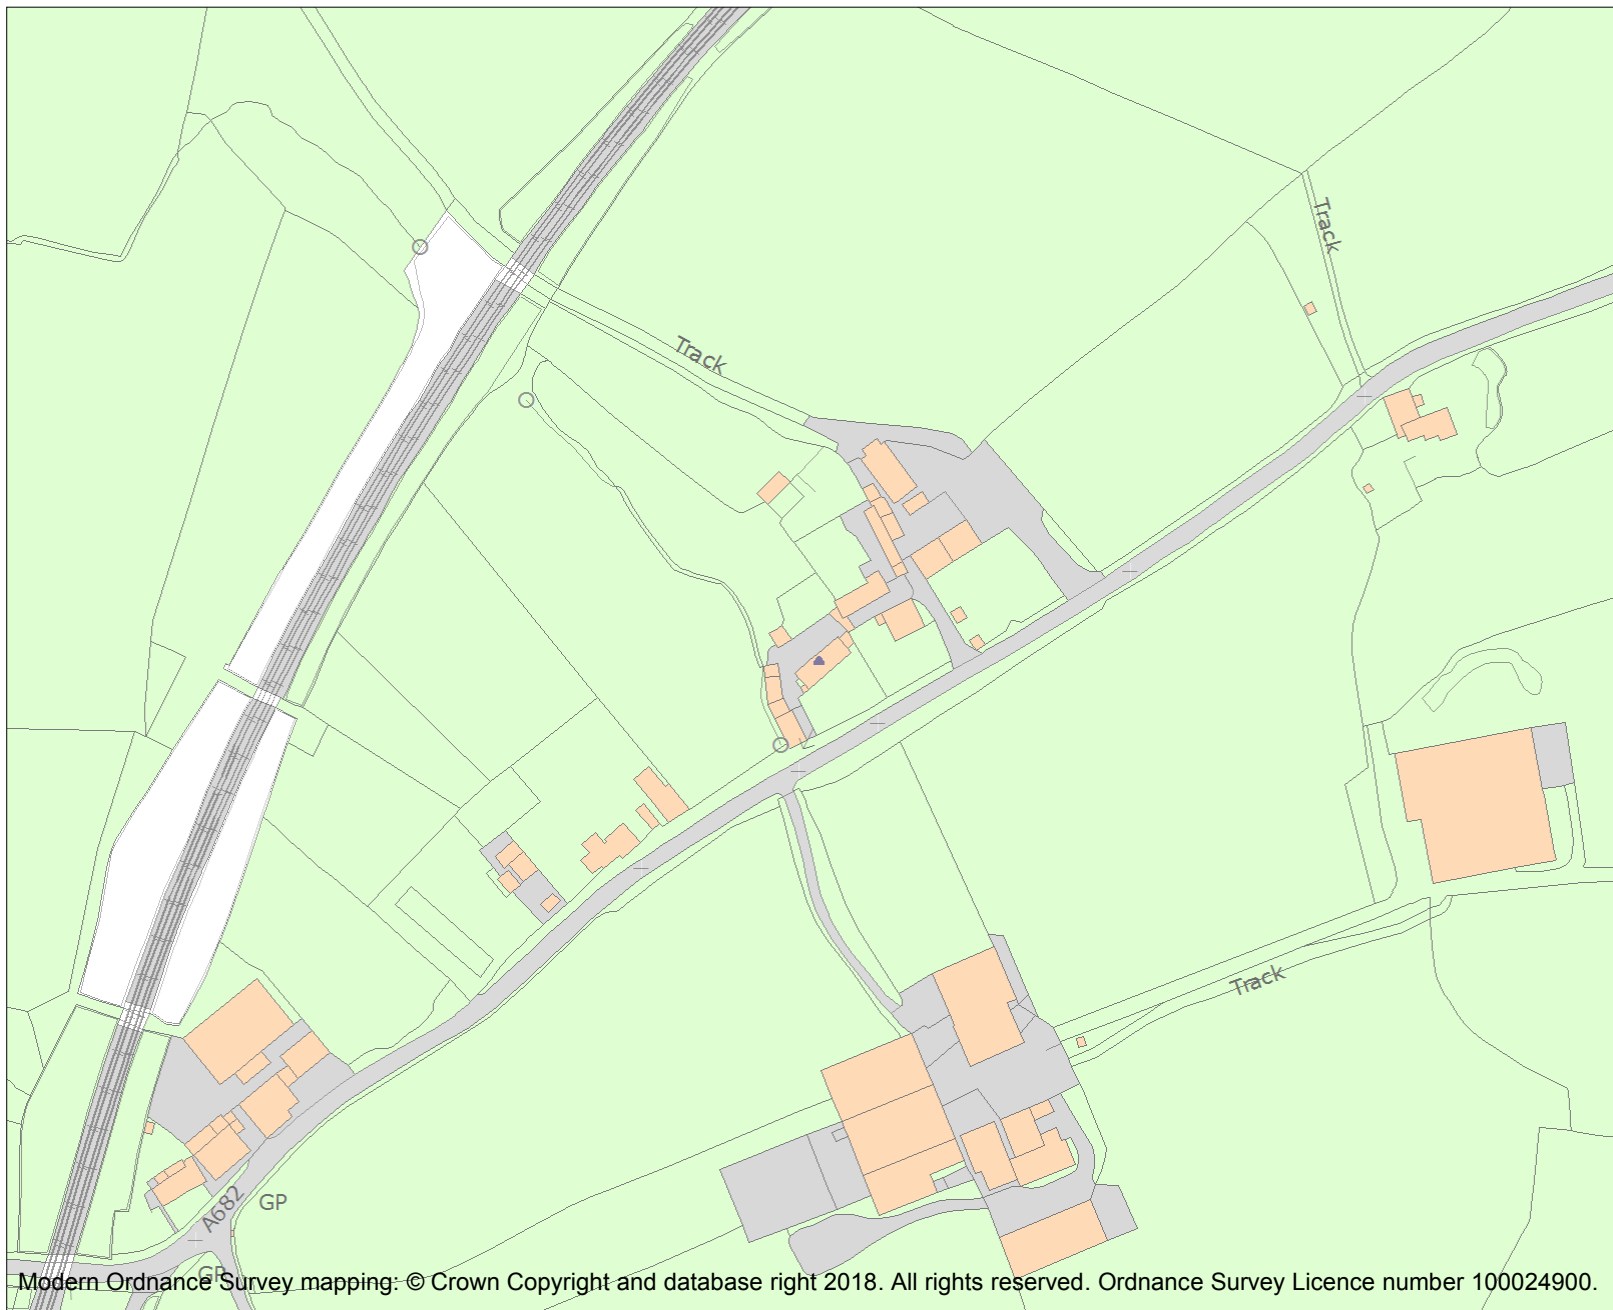 Track
Track
Track
A682
GP
GP
Modern Ordnance Survey mapping: © Crown Copyright and database right 2018. All rights reserved. Ordnance Survey Licence number 100024900.